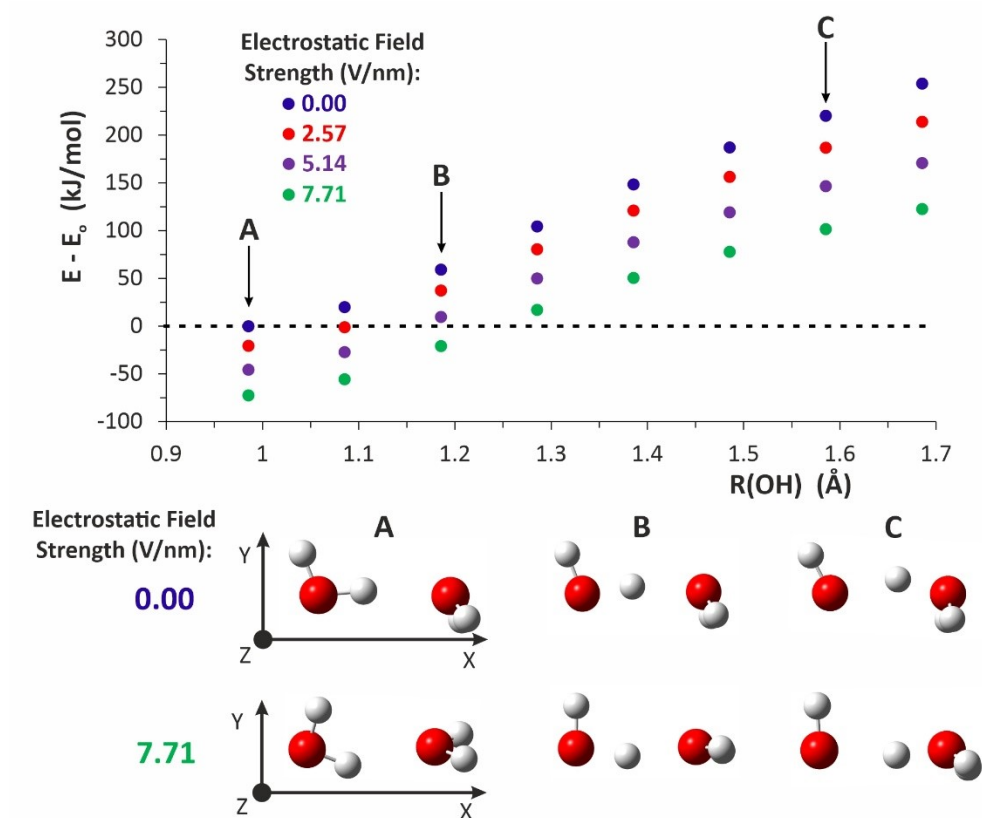 300
250
200
150
100
50
0
-50
-100
E - Eₒ (kJ/mol)
Electrostatic Field
Strength (V/nm):
0.00
2.57
5.14
7.71
A
B
C
0.9
1
1.1
1.2
1.3
1.4
1.5
1.6
1.7
R(OH) (Å)
Electrostatic Field
Strength (V/nm):
A
B
C
0.00
Y
Z
X
7.71
Y
Z
X